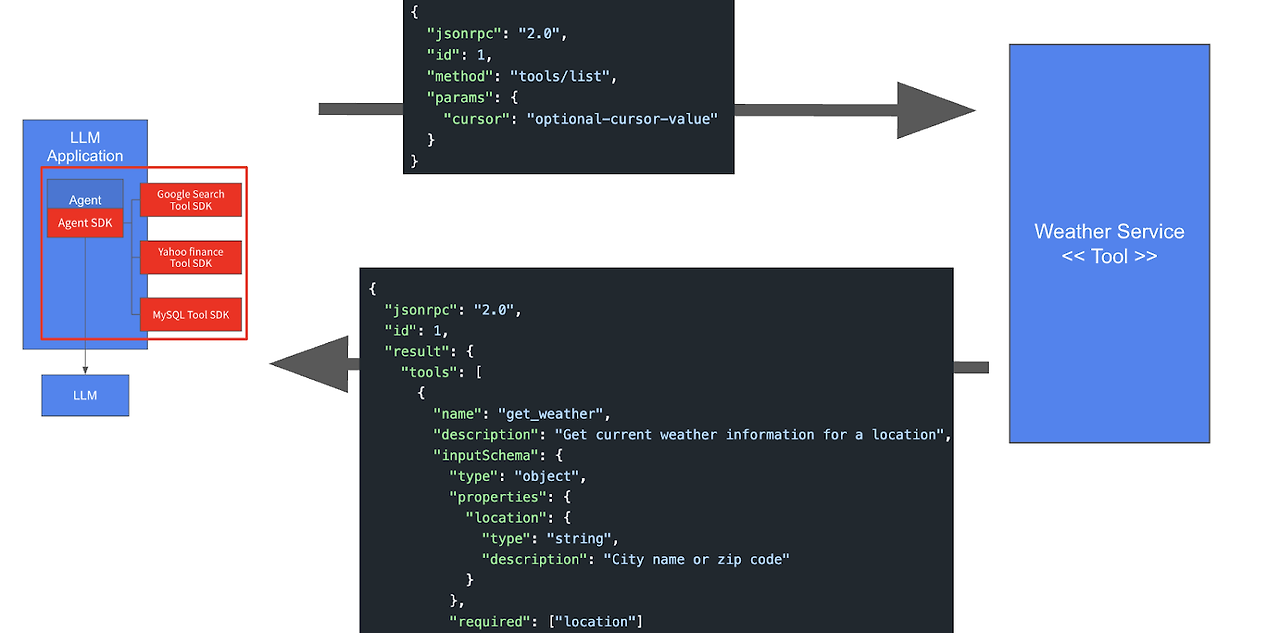 {
  "jsonrpc": "2.0",
  "id": 1,
  "method": "tools/list",
  "params": {
    "cursor": "optional-cursor-value"
  }
}
LLM
Application
Agent
Agent SDK
Google Search
Tool SDK
Yahoo finance
Tool SDK
MySQL Tool SDK
LLM
Weather Service
<< Tool >>
{
  "jsonrpc": "2.0",
  "id": 1,
  "result": {
    "tools": [
      {
        "name": "get_weather",
        "description": "Get current weather information for a location",
        "inputSchema": {
          "type": "object",
          "properties": {
            "location": {
              "type": "string",
              "description": "City name or zip code"
            }
          },
          "required": ["location"]